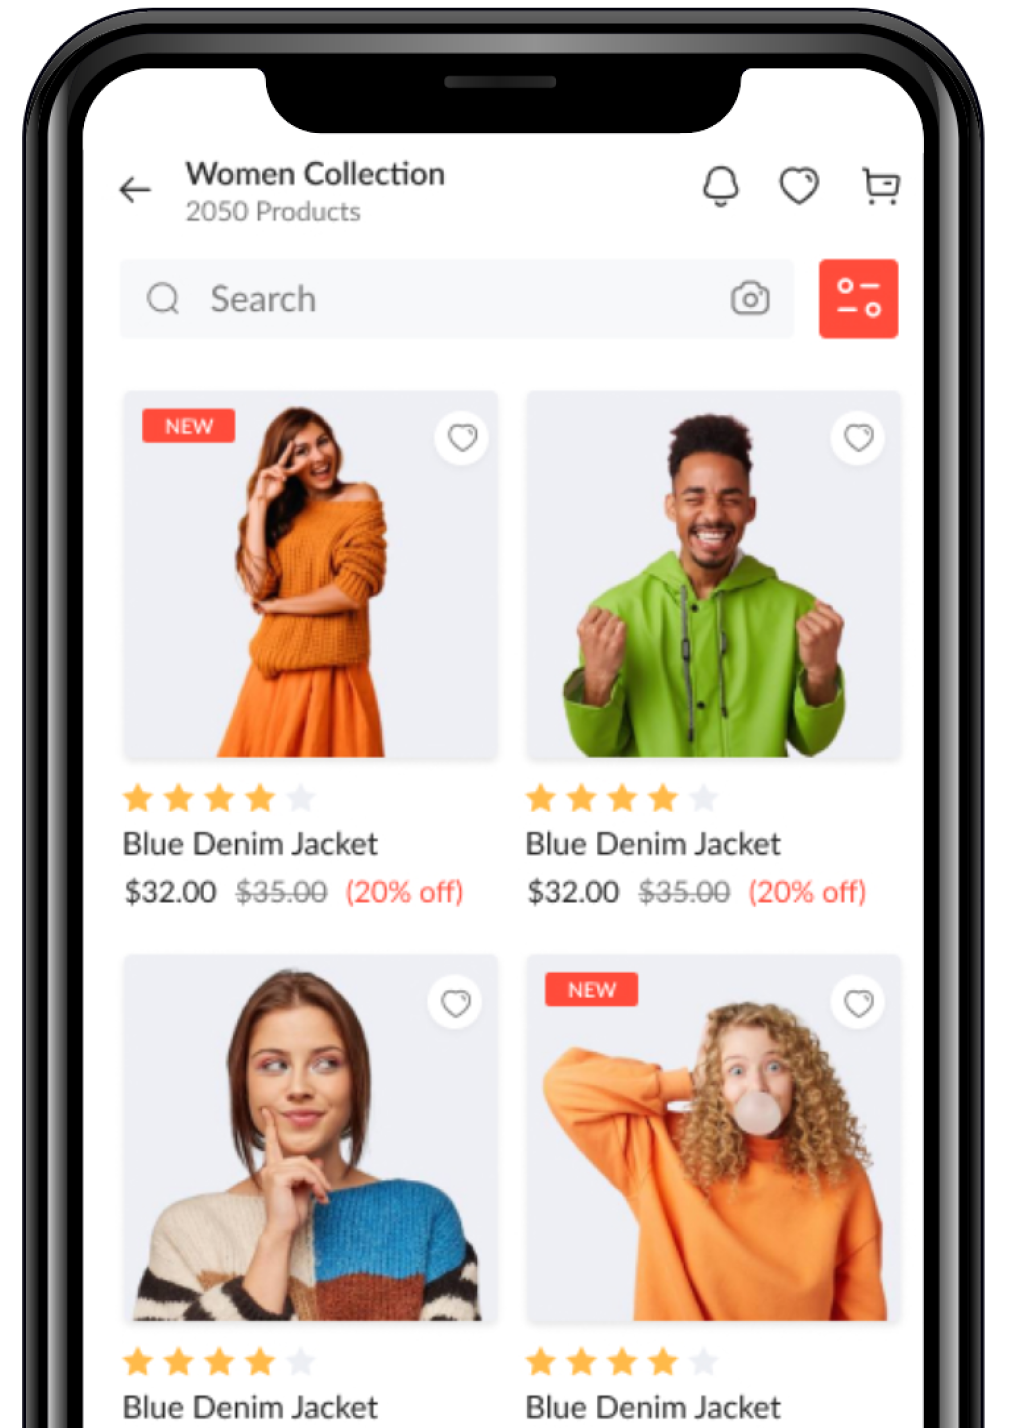 Women Collection
2050 Products
Search
NEW
Blue Denim Jacket
$32.00 $35.00 (20% off)
Blue Denim Jacket
$32.00 $35.00 (20% off)
NEW
Blue Denim Jacket
Blue Denim Jacket